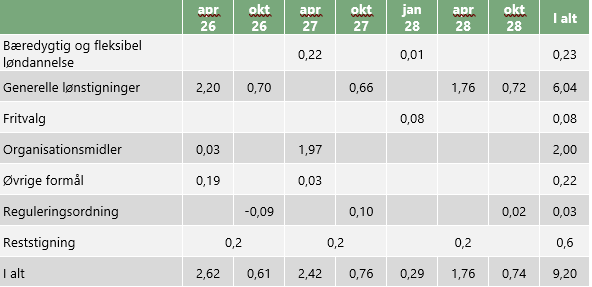 apr 26 okt 26 apr 27 okt 27 jan 28 apr 28 okt 28 I alt
Bæredygtig og fleksibel
løndannelse 0,22 0,01 0,23
Generelle lønstigninger 2,20 0,70 0,66 1,76 0,72 6,04
Fritvalg 0,08 0,08
Organisationsmidler 0,03 1,97 2,00
Øvrige formål 0,19 0,03 0,22
Reguleringsordning -0,09 0,10 0,02 0,03
Reststigning 0,2 0,2 0,2 0,6
I alt 2,62 0,61 2,42 0,76 0,29 1,76 0,74 9,20